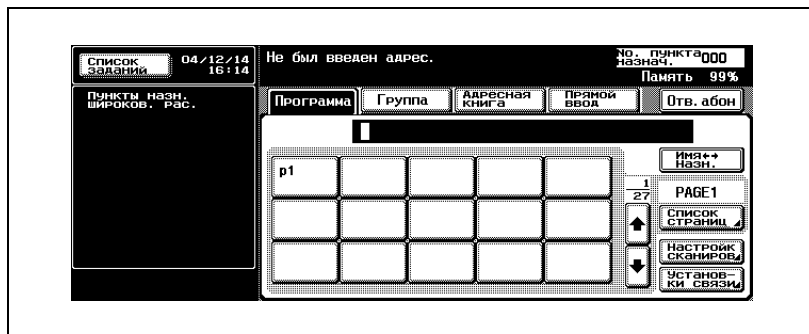 Список
заданий
04/12/14
16:14
Не был введен адрес.
No. пункта
назнач.
000
Память 99%
Пункты назн.
широков. рас.
Программа
Группа
Адресная
книга
Прямой
ввод
Отв. абон
Имя↔
Назн.
p1
1
27
PAGE1
Список
страниц
Настройк
сканиров
Установ-
ки связи